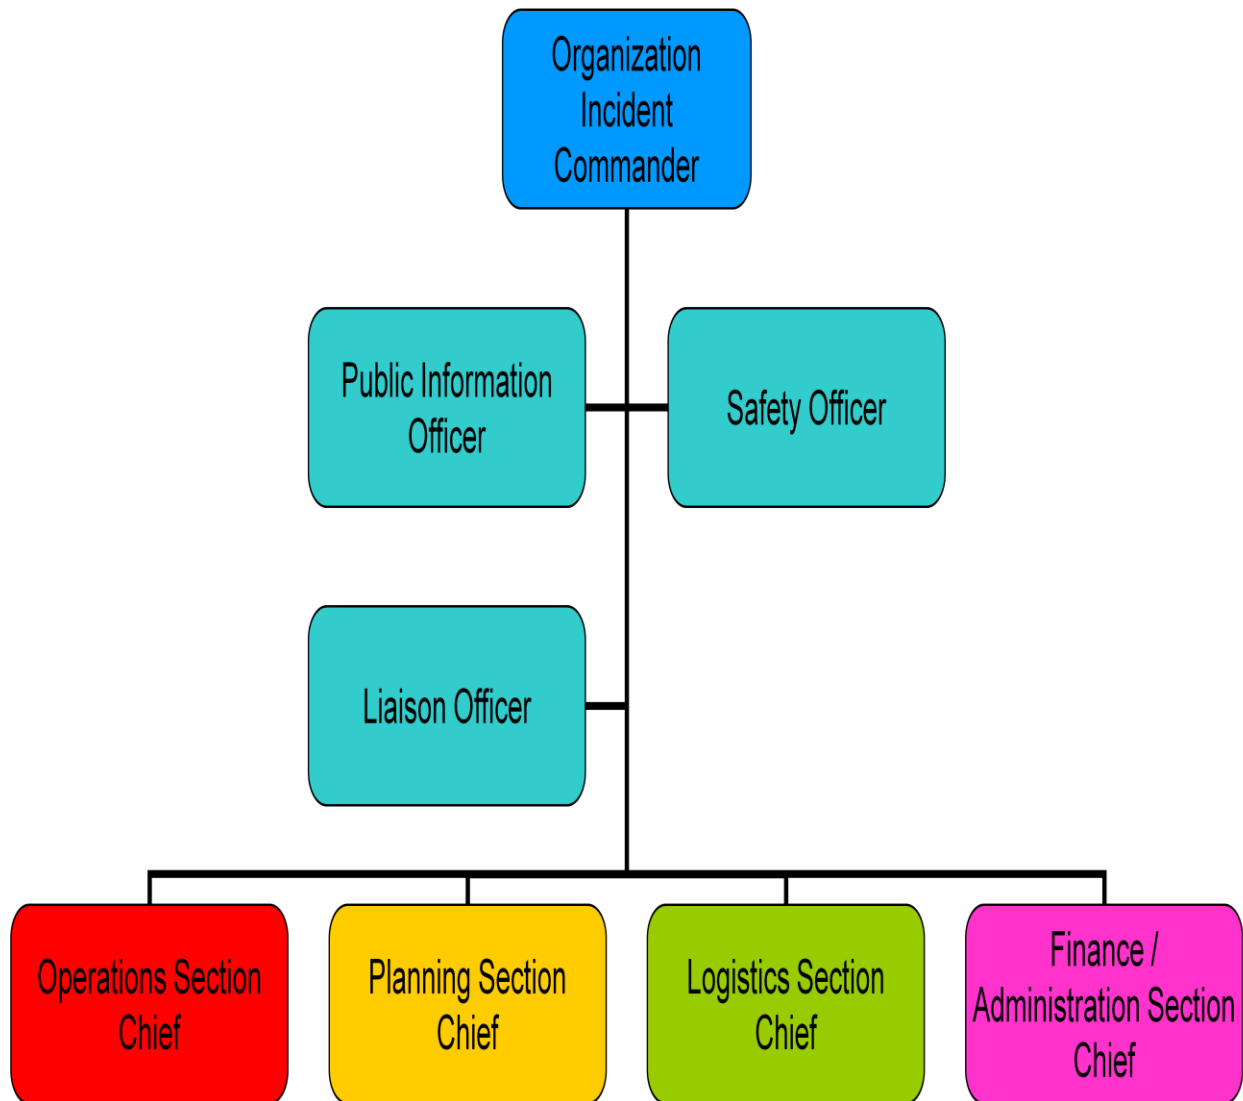 Organization
Incident
Commander
Public Information
Officer
Safety Officer
Liaison Officer
Operations Section
Chief
Planning Section
Chief
Logistics Section
Chief
Finance /
Administration Section
Chief